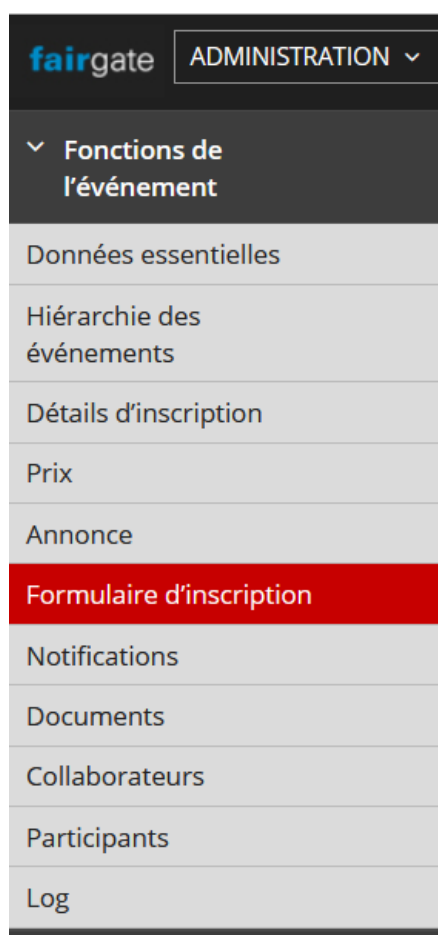 fairgate ADMINISTRATION
Fonctions de
l’événement
Données essentielles
Hiérarchie des
événements
Détails d’inscription
Prix
Annonce
Formulaire d’inscription
Notifications
Documents
Collaborateurs
Participants
Log